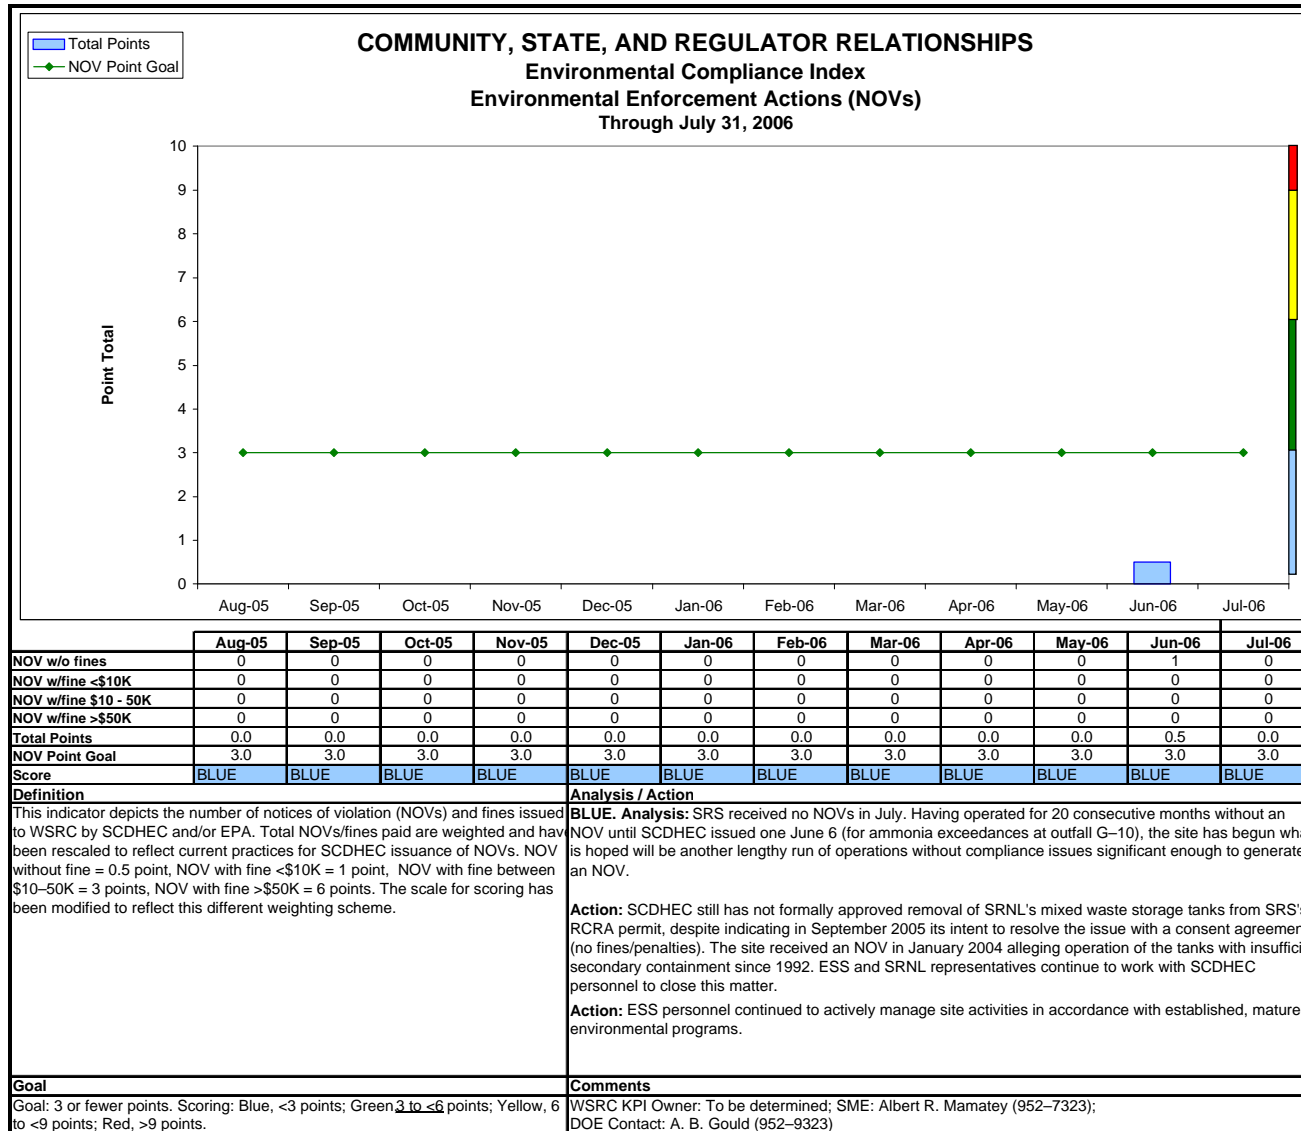 Total Points
NOV Point Goal
COMMUNITY, STATE, AND REGULATOR RELATIONSHIPS
Environmental Compliance Index
Environmental Enforcement Actions (NOVs)
Through July 31, 2006
Point Total
10
9
8
7
6
5
4
3
2
1
0
Aug-05 Sep-05 Oct-05 Nov-05 Dec-05 Jan-06 Feb-06 Mar-06 Apr-06 May-06 Jun-06 Jul-06
Aug-05 Sep-05 Oct-05 Nov-05 Dec-05 Jan-06 Feb-06 Mar-06 Apr-06 May-06 Jun-06 Jul-06
NOV w/o fines 0 0 0 0 0 0 0 0 0 0 1 0
NOV w/fine <$10K 0 0 0 0 0 0 0 0 0 0 0 0
NOV w/fine $10 - 50K 0 0 0 0 0 0 0 0 0 0 0 0
NOV w/fine >$50K 0 0 0 0 0 0 0 0 0 0 0 0
Total Points 0.0 0.0 0.0 0.0 0.0 0.0 0.0 0.0 0.0 0.0 0.5 0.0
NOV Point Goal 3.0 3.0 3.0 3.0 3.0 3.0 3.0 3.0 3.0 3.0 3.0 3.0
Score BLUE BLUE BLUE BLUE BLUE BLUE BLUE BLUE BLUE BLUE BLUE BLUE
Definition
This indicator depicts the number of notices of violation (NOVs) and fines issued
to WSRC by SCDHEC and/or EPA. Total NOVs/fines paid are weighted and have
been rescaled to reflect current practices for SCDHEC issuance of NOVs. NOV
without fine = 0.5 point, NOV with fine <$10K = 1 point, NOV with fine between
$10–50K = 3 points, NOV with fine >$50K = 6 points. The scale for scoring has
been modified to reflect this different weighting scheme.
Analysis / Action
BLUE. Analysis: SRS received no NOVs in July. Having operated for 20 consecutive months without an
NOV until SCDHEC issued one June 6 (for ammonia exceedances at outfall G–10), the site has begun wha
is hoped will be another lengthy run of operations without compliance issues significant enough to generate
an NOV.
Action: SCDHEC still has not formally approved removal of SRNL's mixed waste storage tanks from SRS's
RCRA permit, despite indicating in September 2005 its intent to resolve the issue with a consent agreemen
(no fines/penalties). The site received an NOV in January 2004 alleging operation of the tanks with insuffici
secondary containment since 1992. ESS and SRNL representatives continue to work with SCDHEC
personnel to close this matter.
Action: ESS personnel continued to actively manage site activities in accordance with established, mature
environmental programs.
Goal
Goal: 3 or fewer points. Scoring: Blue, <3 points; Green,3 to <6 points; Yellow, 6
to <9 points; Red, >9 points.
Comments
WSRC KPI Owner: To be determined; SME: Albert R. Mamatey (952–7323);
DOE Contact: A. B. Gould (952–9323)